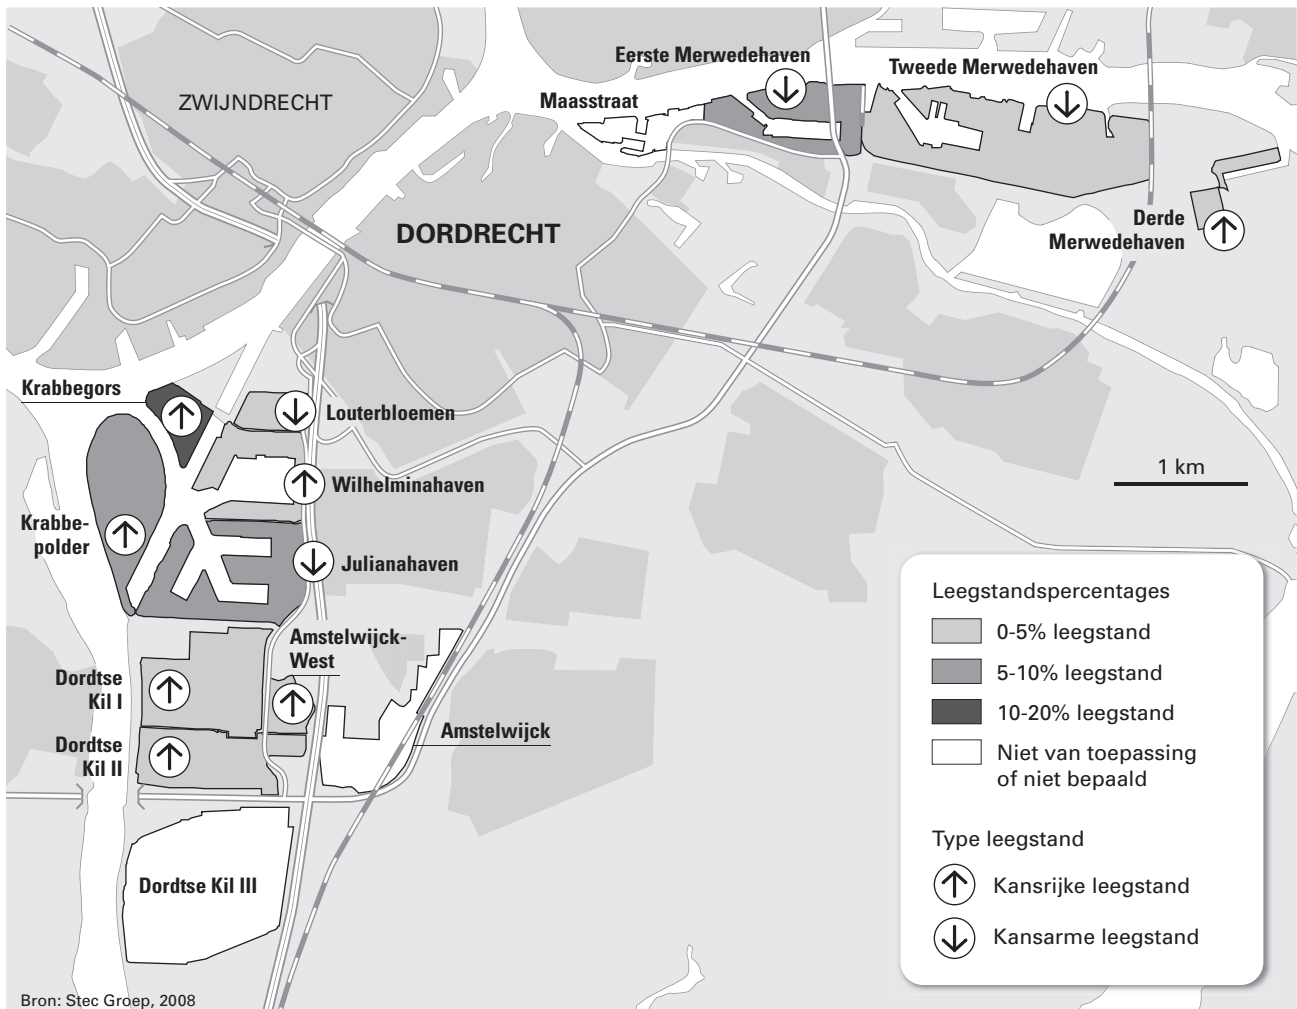 Eerste Merwedehaven
Tweede Merwedehaven
ZWIJNDRECHT
Maasstraat
DORDRECHT
Derde
Merwedehaven
Krabbegors
Louterbloemen
1 km
Wilhelminahaven
Krabbe-
polder
Julianahaven
Amstelwijck-
West
Dordtse
Kil I
Amstelwijck
Dordtse
Kil II
Dordtse Kil III
Leegstandspercentages
0-5% leegstand
5-10% leegstand
10-20% leegstand
Niet van toepassing
of niet bepaald
Type leegstand
Kansrijke leegstand
Kansarme leegstand
Bron: Stec Groep, 2008